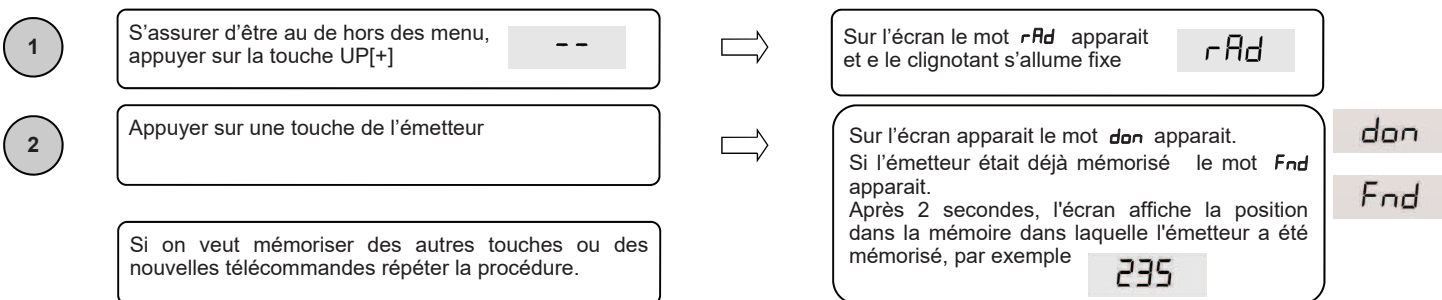 1
S'assurer d'être au de hors des menu,
appuyer sur la touche UP[+]
--
Sur l'écran le mot rAd apparait
et e le clignotant s'allume fixe
rAd
2
Appuyer sur une touche de l'émetteur
Sur l'écran apparait le mot don apparait.
Si l'émetteur était déjà mémorisé le mot Fnd
apparait.
Après 2 secondes, l'écran affiche la position
dans la mémoire dans laquelle l'émetteur a été
mémorisé, par exemple
235
don
Fnd
Si on veut mémoriser des autres touches ou des
nouvelles télécommandes répéter la procédure.